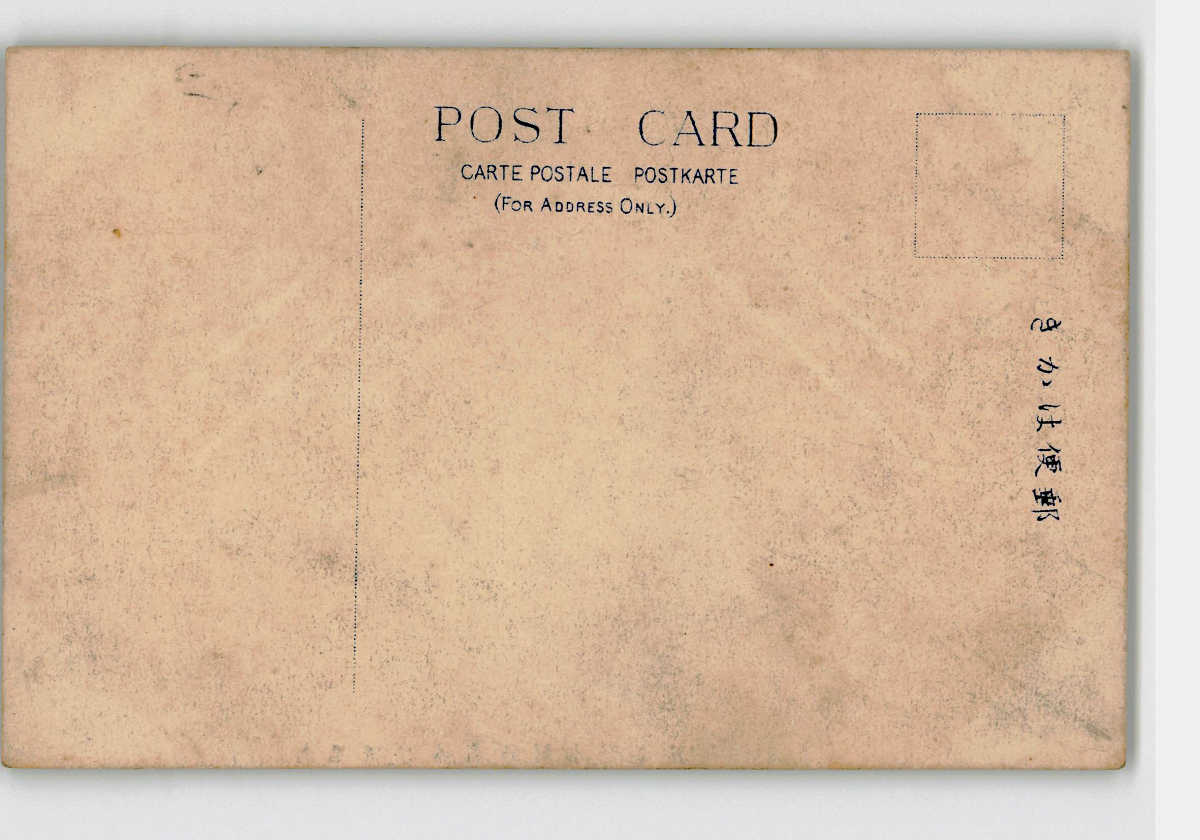 POST CARD
CARTE POSTALE POSTKARTE
(FOR ADDRESS ONLY.)
郵便はかき